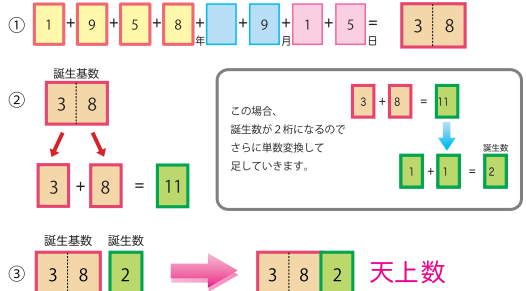 ① 1 + 9 + 5 + 8 + + 9 + 1 + 5 = 3 8
年 月 日
誕生基数
② 3 8
3 + 8 = 11
この場合、
誕生数が2桁になるので
さらに単数変換して
足していきます。
3 + 8 = 11
誕生数
1 + 1 = 2
誕生基数 誕生数
③ 3 8 2 3 8 2 天上数